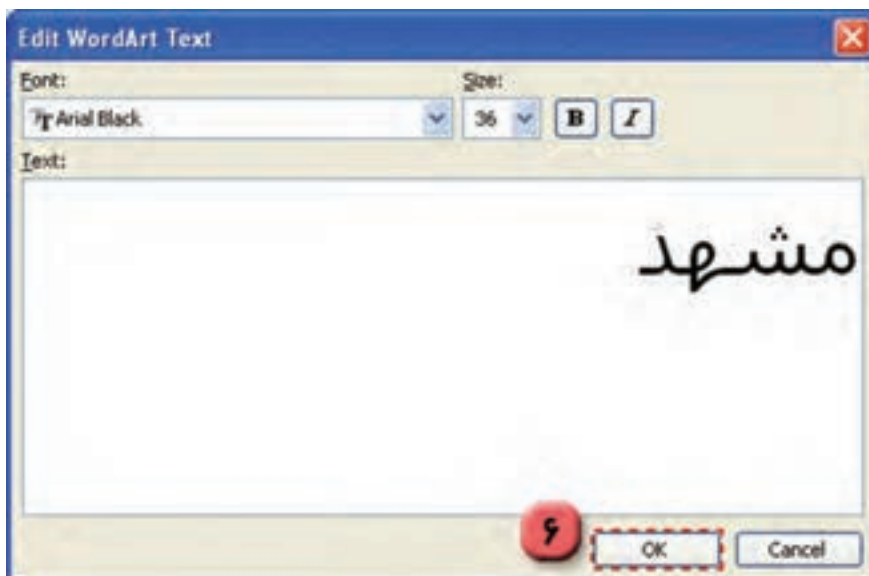 Edit WordArt Text
Font:
Size:
Arial Black
36
B
I
Text:
مشهد
۶
OK
Cancel